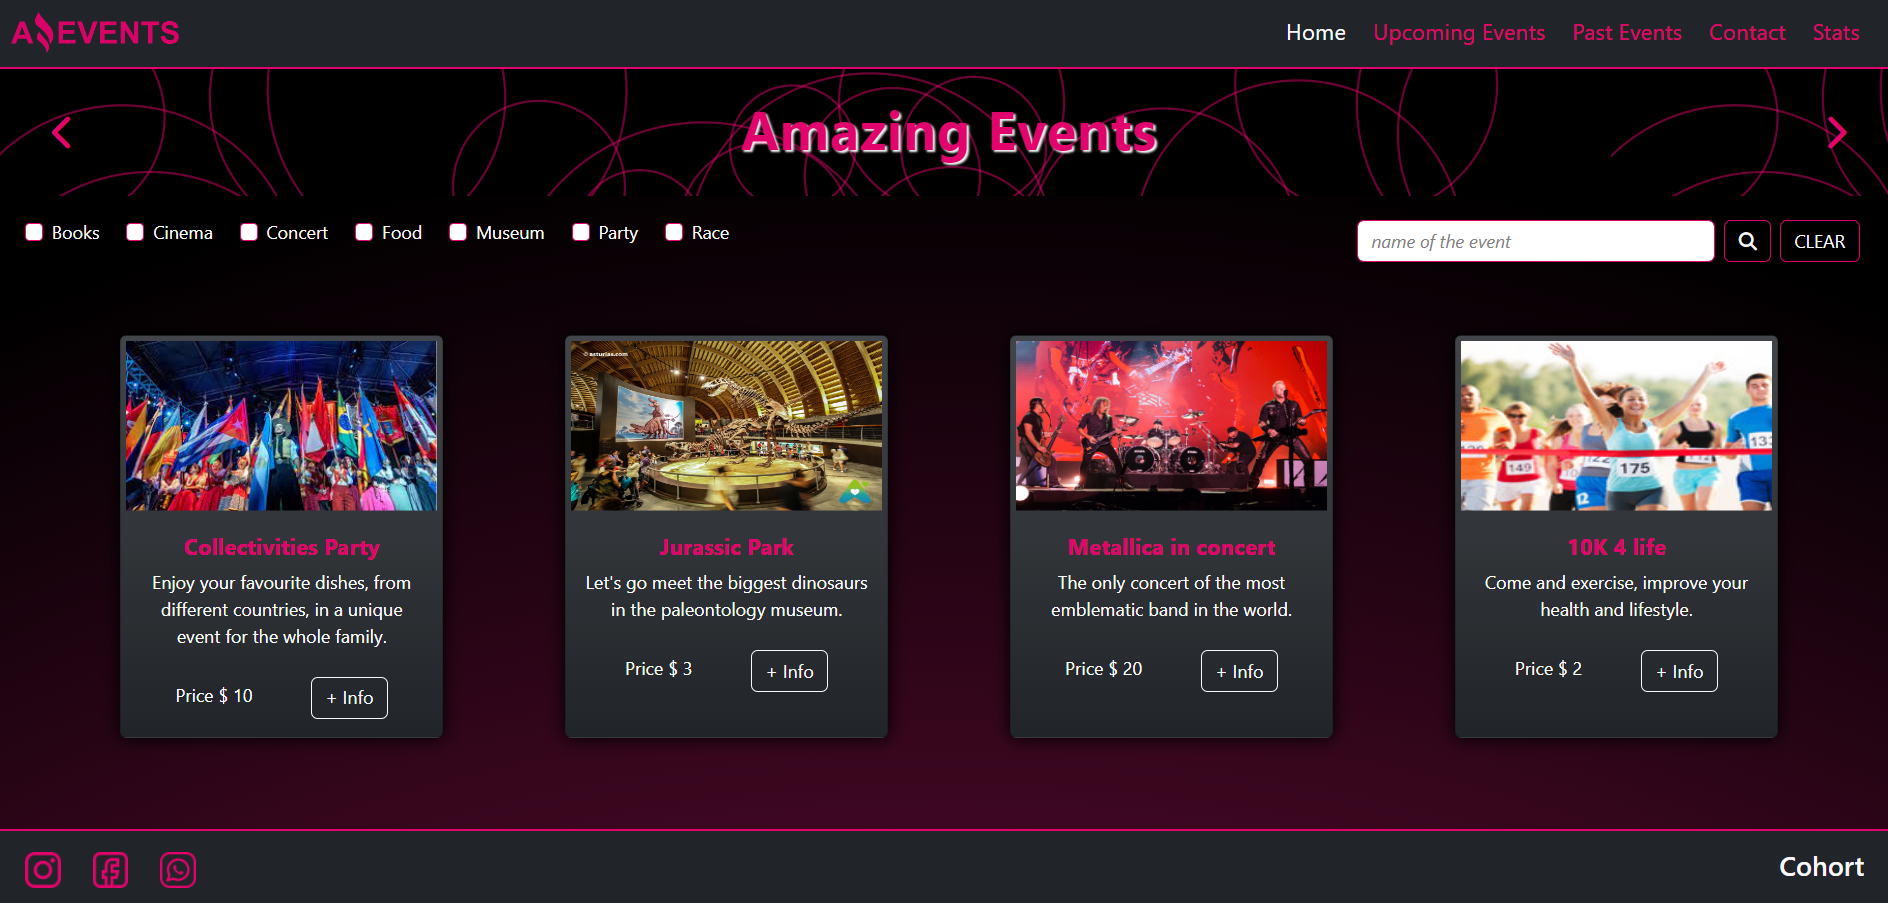 A EVENTS
Home Upcoming Events Past Events Contact Stats
Amazing Events
Books Cinema Concert Food Museum Party Race
name of the event
CLEAR
© asturias.com
149
175
133
12
Collectivities Party
Enjoy your favourite dishes, from
different countries, in a unique
event for the whole family.
Price $ 10
+ Info
Jurassic Park
Let's go meet the biggest dinosaurs
in the paleontology museum.
Price $ 3
+ Info
Metallica in concert
The only concert of the most
emblematic band in the world.
Price $ 20
+ Info
10K 4 life
Come and exercise, improve your
health and lifestyle.
Price $ 2
+ Info
Cohort